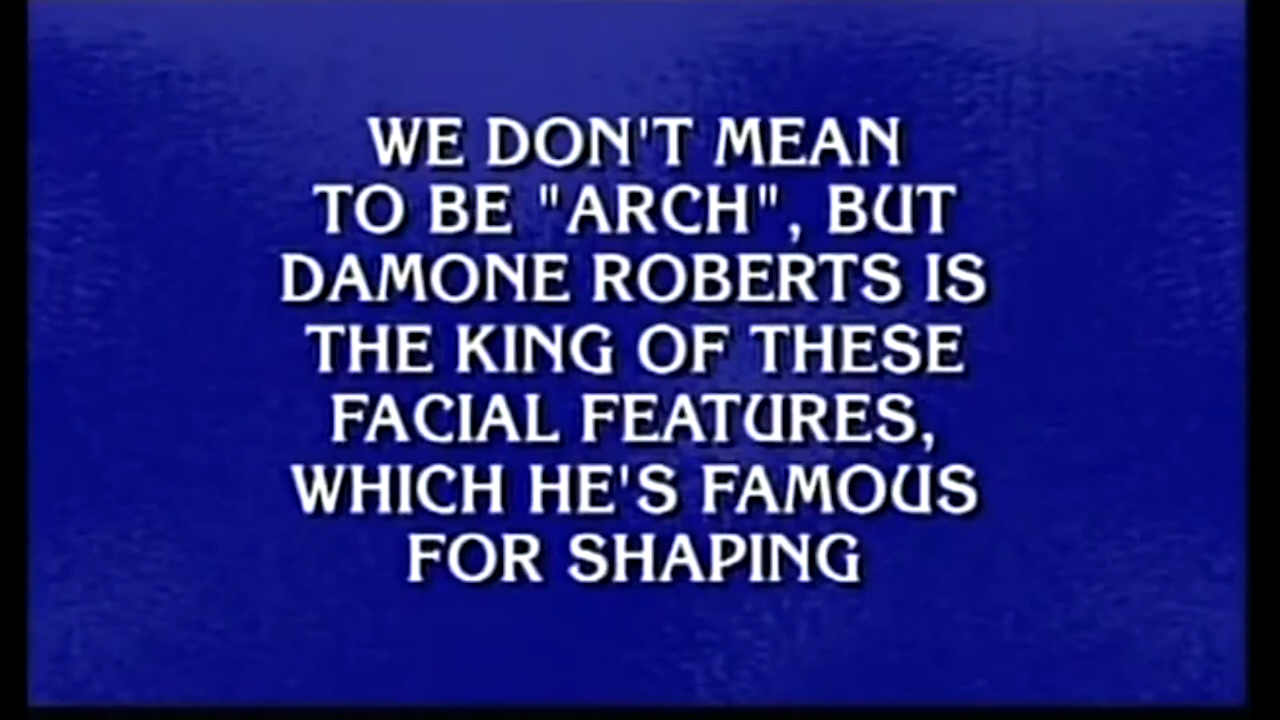 WE DON'T MEAN
TO BE "ARCH", BUT
DAMONE ROBERTS IS
THE KING OF THESE
FACIAL FEATURES,
WHICH HE'S FAMOUS
FOR SHAPING